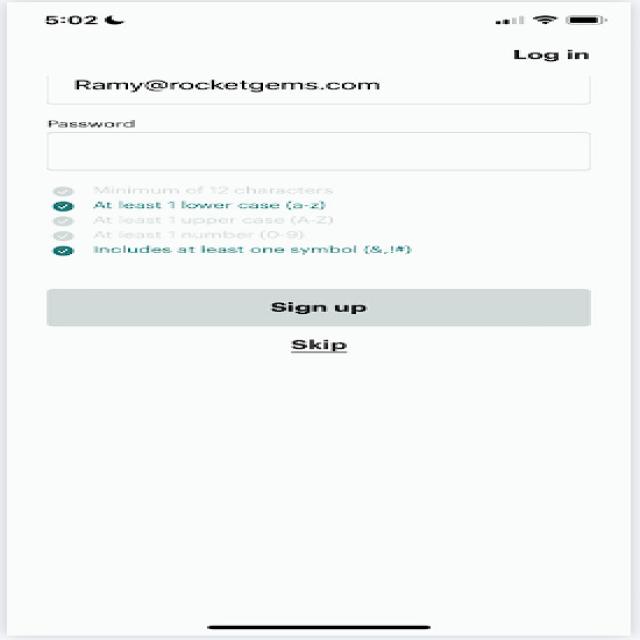 5:02
Log in
Ramy@rocketgems.com
Password
Minimum of 12 characters
At least 1 lower case (a-z)
At least 1 upper case (A-Z)
At least 1 number (0-9)
Includes at least one symbol (&,!#)
Sign up
Skip